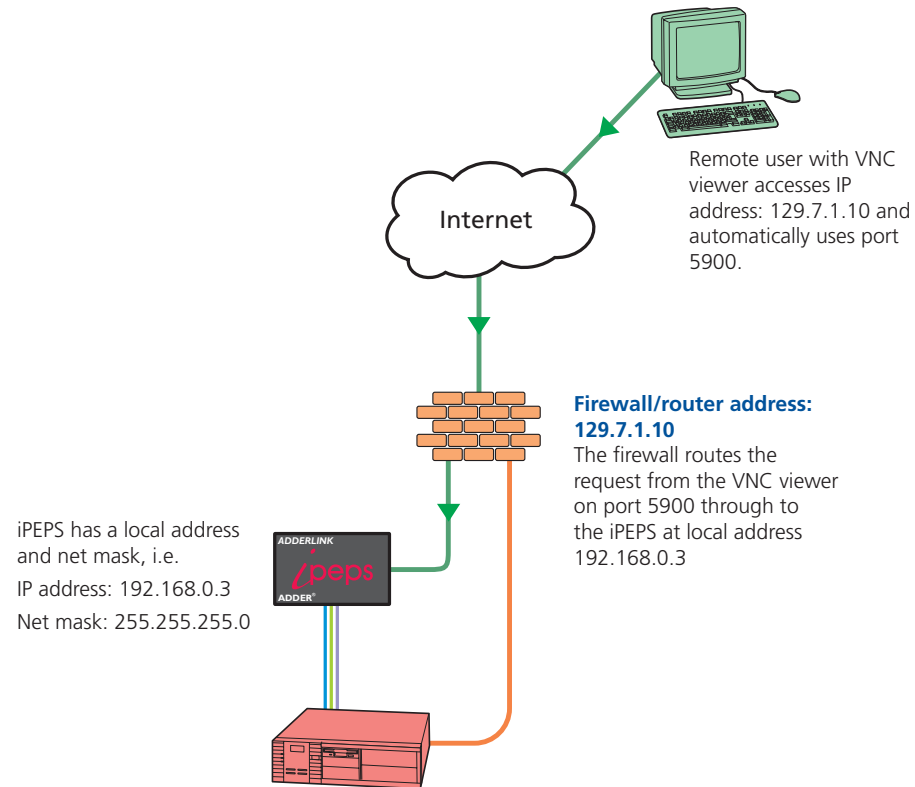 Remote user with VNC
viewer accesses IP
address: 129.7.1.10 and
automatically uses port
5900.
Internet
Firewall/router address:
129.7.1.10
The firewall routes the
request from the VNC viewer
on port 5900 through to
the iPEPS at local address
192.168.0.3
iPEPS has a local address
and net mask, i.e.
IP address: 192.168.0.3
Net mask: 255.255.255.0
ADDERLINK
ipeps
ADDER®